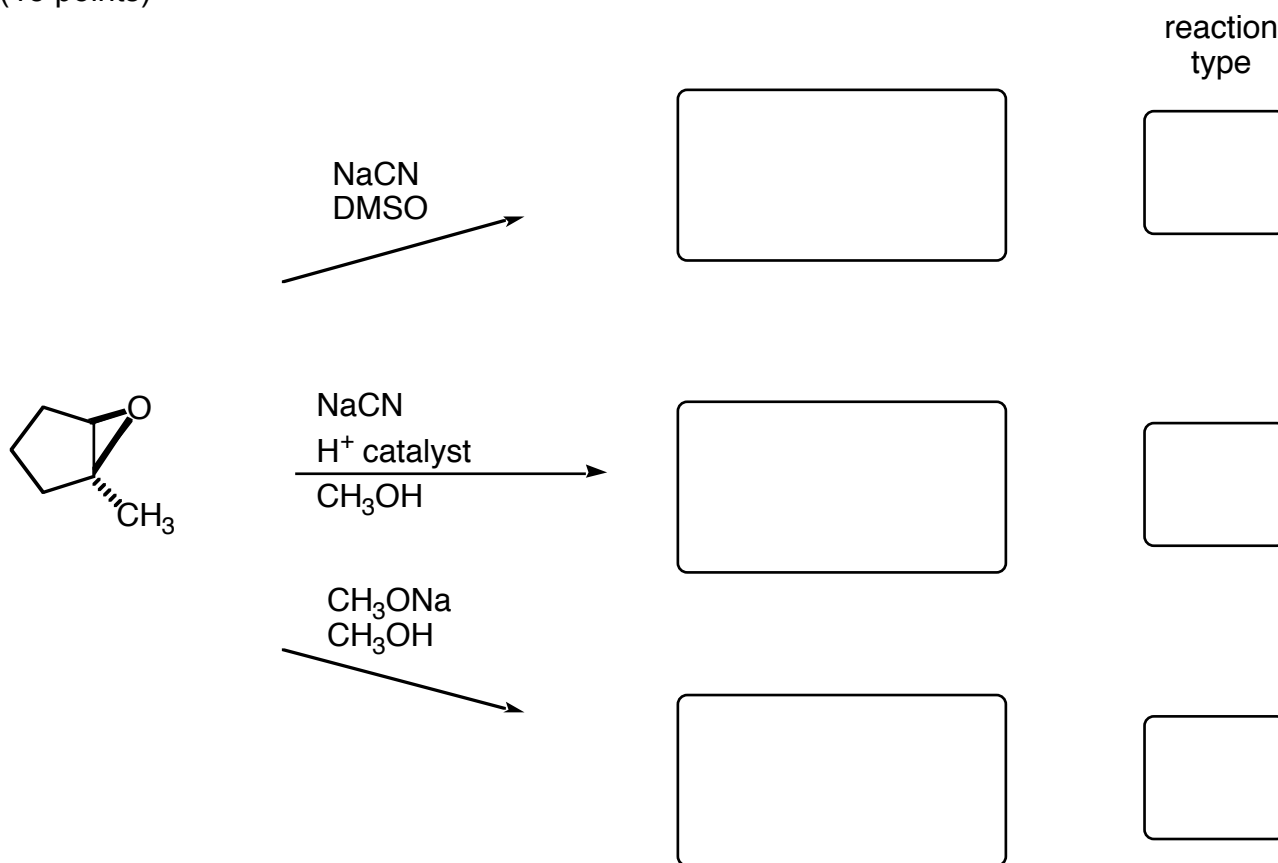 reaction
type
NaCN
DMSO
O
CH₃
NaCN
H⁺ catalyst
CH₃OH
CH₃ONa
CH₃OH